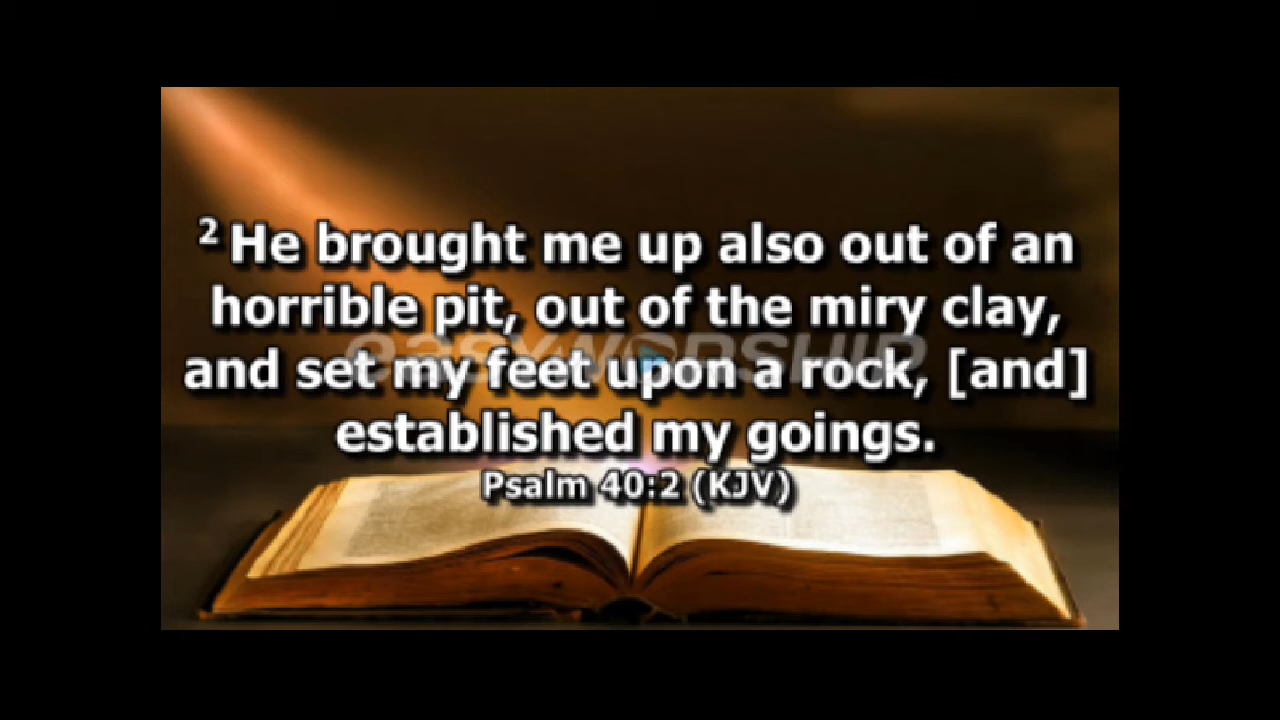 2 He brought me up also out of an
horrible pit, out of the miry clay,
easyworship
and set my feet upon a rock, [and]
established my goings.
Psalm 40:2 (KJV)